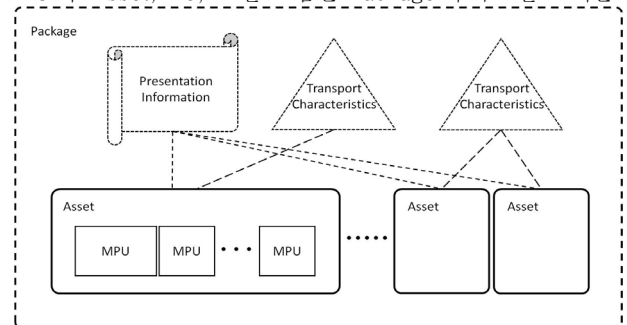 Package
Presentation
Information
Transport
Characteristics
Transport
Characteristics
Asset
MPU
MPU
MPU
Asset
Asset